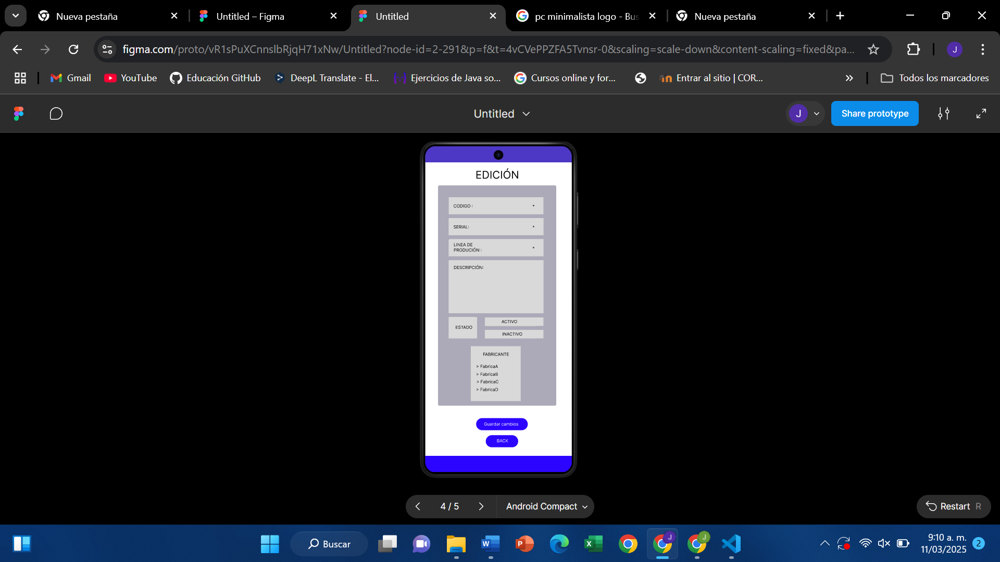 Nueva pestaña
Untitled – Figma
Untitled
pc minimalista logo - Bus
Nueva pestaña
figma.com/proto/vR1sPuXCnnslbRjqH71xNw/Untitled?node-id=2-291&p=f&t=4vCVePPZFA5Tvnsr-0&scaling=scale-down&content-scaling=fixed&pa...
J
Gmail
YouTube
Educación GitHub
DeepL Translate - El...
Ejercicios de Java so...
Cursos online y for...
Entrar al sitio | COR...
Todos los marcadores
Untitled
J
Share prototype
EDICIÓN
CODIGO : *
SERIAL: *
LINEA DE
PRODUCIÓN : *
DESCRIPCIÓN:
ESTADO
ACTIVO
INACTIVO
FABRICANTE
> FabricaA
> FabricaB
> FabricaC
> FabricaD
Guardar cambios
BACK
4 / 5
Android Compact
Restart R
Buscar
J
J
9:10 a. m.
11/03/2025
2